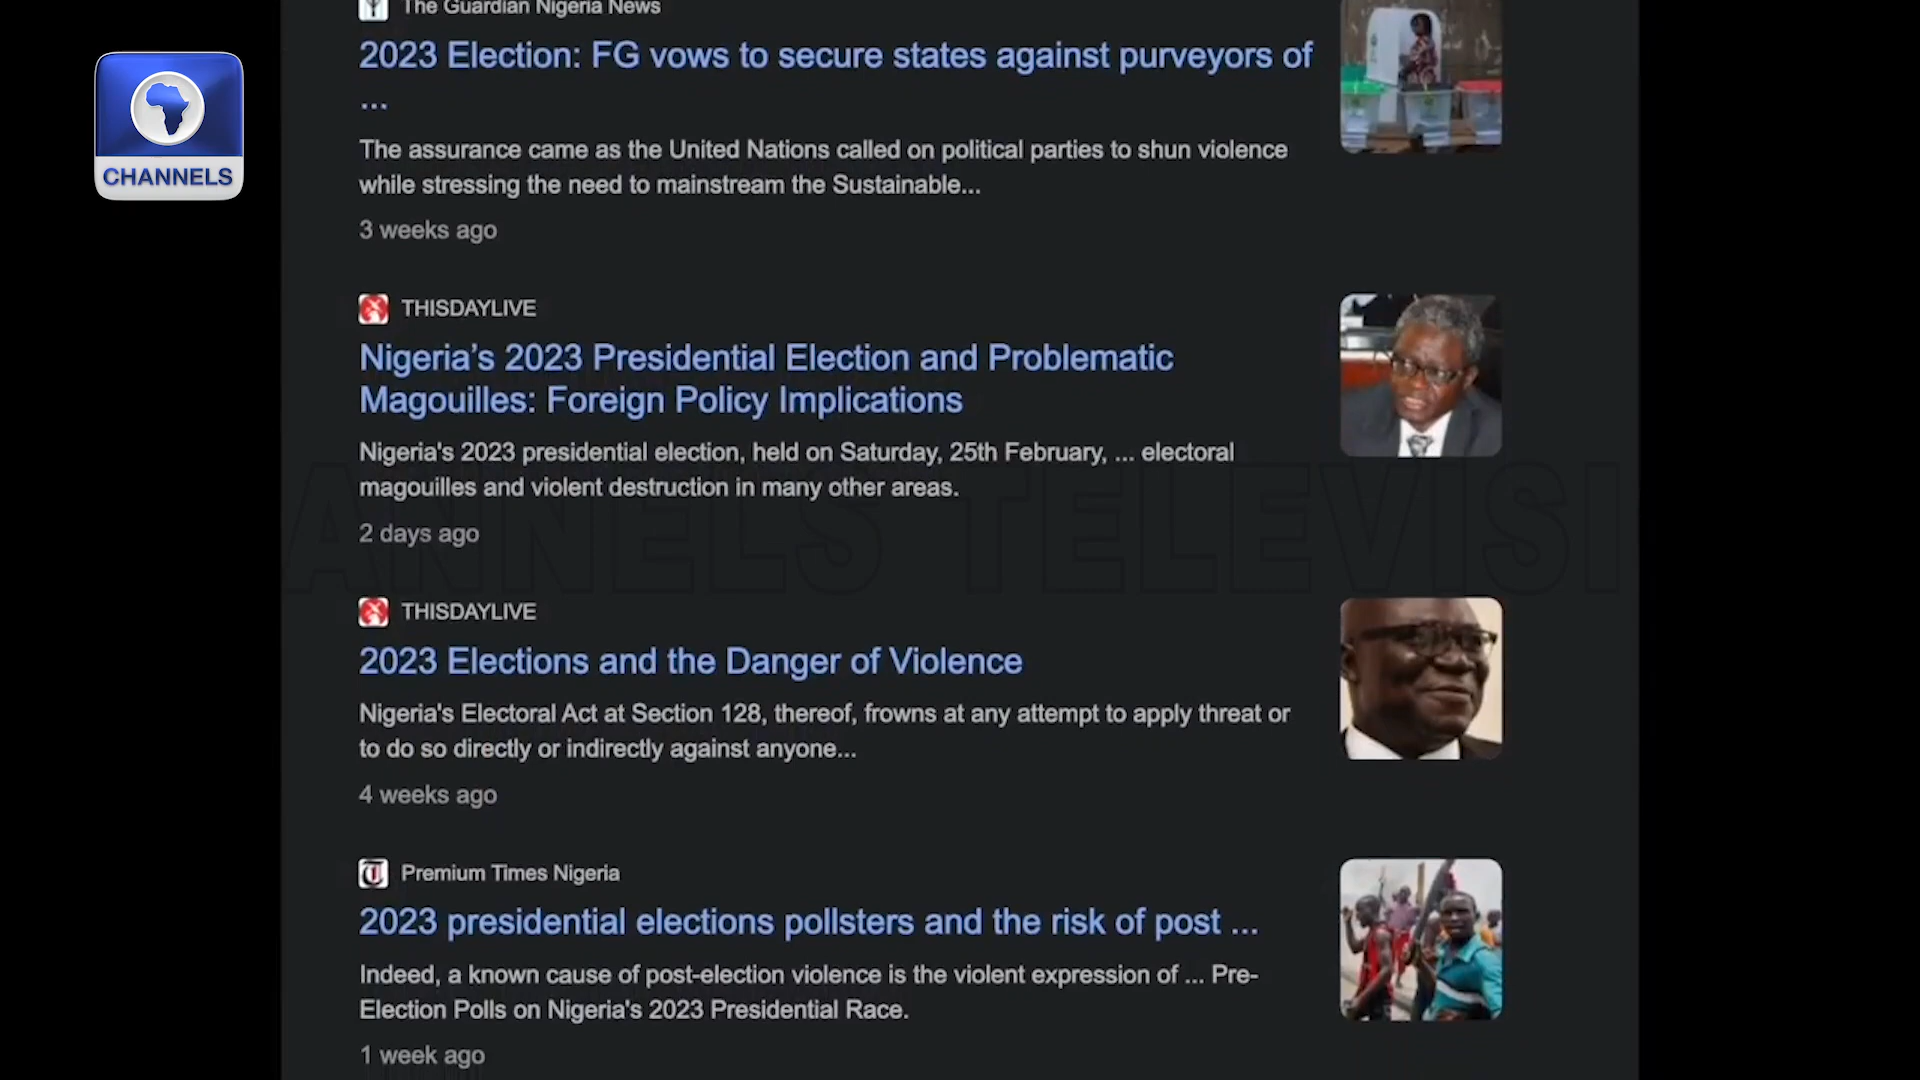 The Guardian Nigeria News
CHANNELS
2023 Election: FG vows to secure states against purveyors of
...
The assurance came as the United Nations called on political parties to shun violence
while stressing the need to mainstream the Sustainable...
3 weeks ago
THISDAYLIVE
Nigeria’s 2023 Presidential Election and Problematic
Magouilles: Foreign Policy Implications
Nigeria's 2023 presidential election, held on Saturday, 25th February, ... electoral
magouilles and violent destruction in many other areas.
ANNELS TELEVISI
2 days ago
THISDAYLIVE
2023 Elections and the Danger of Violence
Nigeria's Electoral Act at Section 128, thereof, frowns at any attempt to apply threat or
to do so directly or indirectly against anyone...
4 weeks ago
Premium Times Nigeria
2023 presidential elections pollsters and the risk of post ...
Indeed, a known cause of post-election violence is the violent expression of ... Pre-
Election Polls on Nigeria's 2023 Presidential Race.
1 week ago